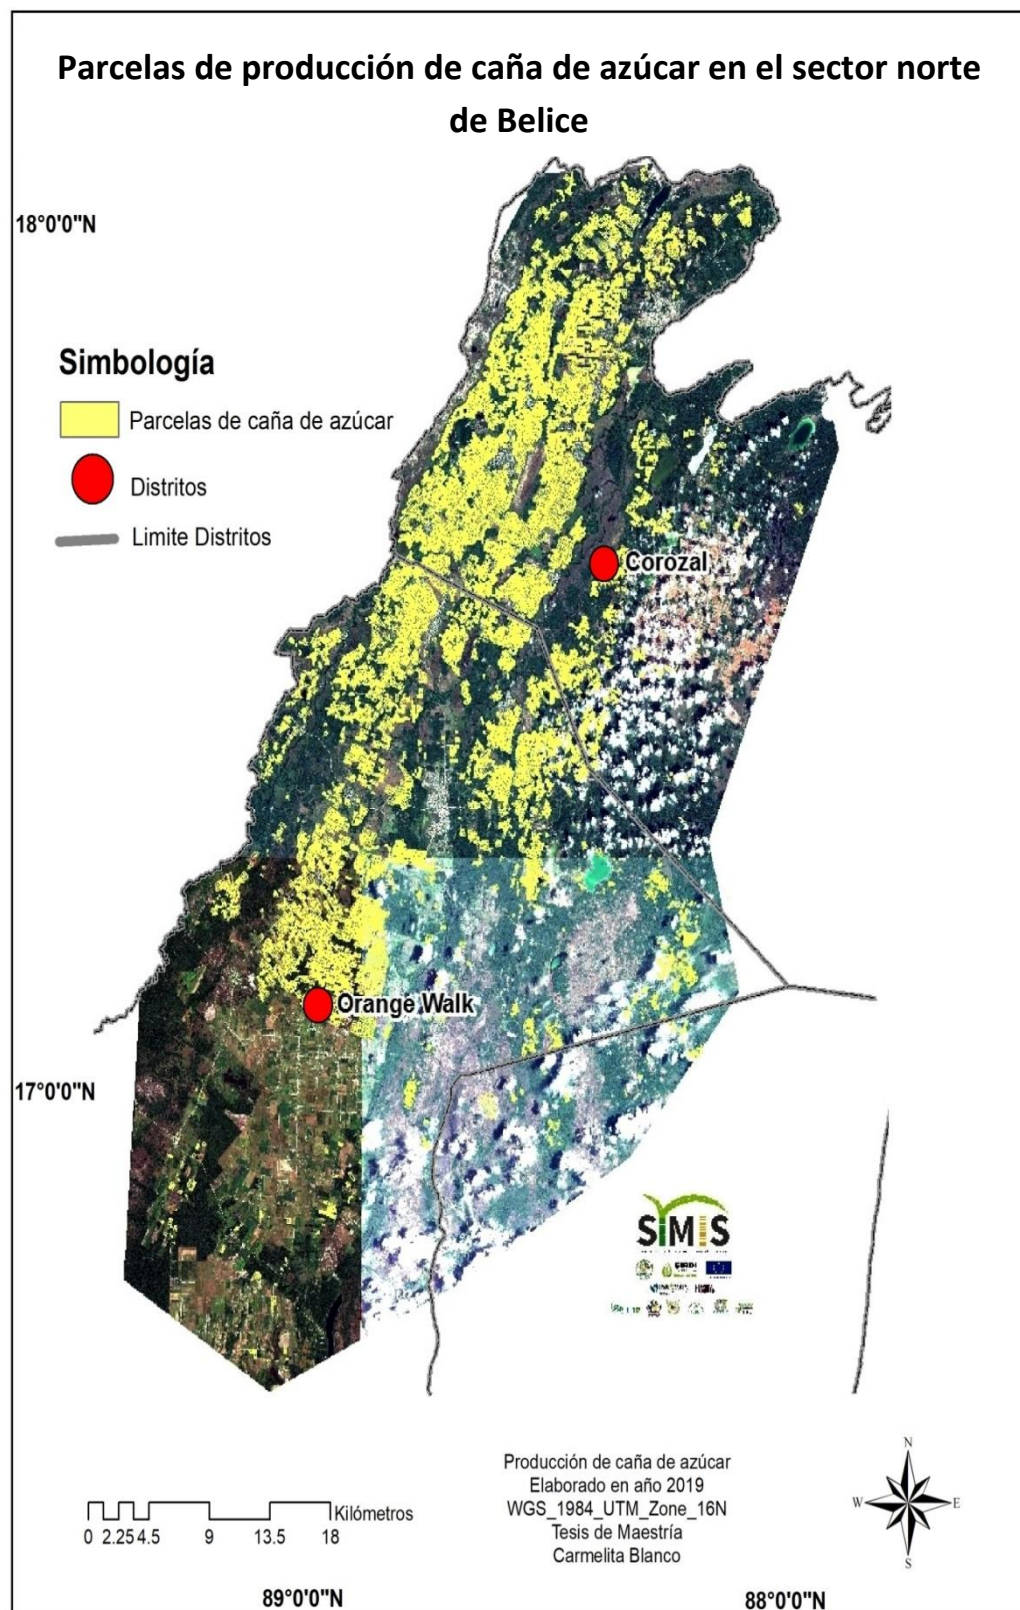 Parcelas de producción de caña de azúcar en el sector norte
de Belice
18°0'0"N
Simbología
Parcelas de caña de azúcar
Distritos
Limite Distritos
Corozal
Orange Walk
17°0'0"N
SIMIS
Kilómetros
0 2.25 4.5 9 13.5 18
Producción de caña de azúcar
Elaborado en año 2019
WGS_1984_UTM_Zone_16N
Tesis de Maestría
Carmelita Blanco
N
W E
S
89°0'0"N
88°0'0"N